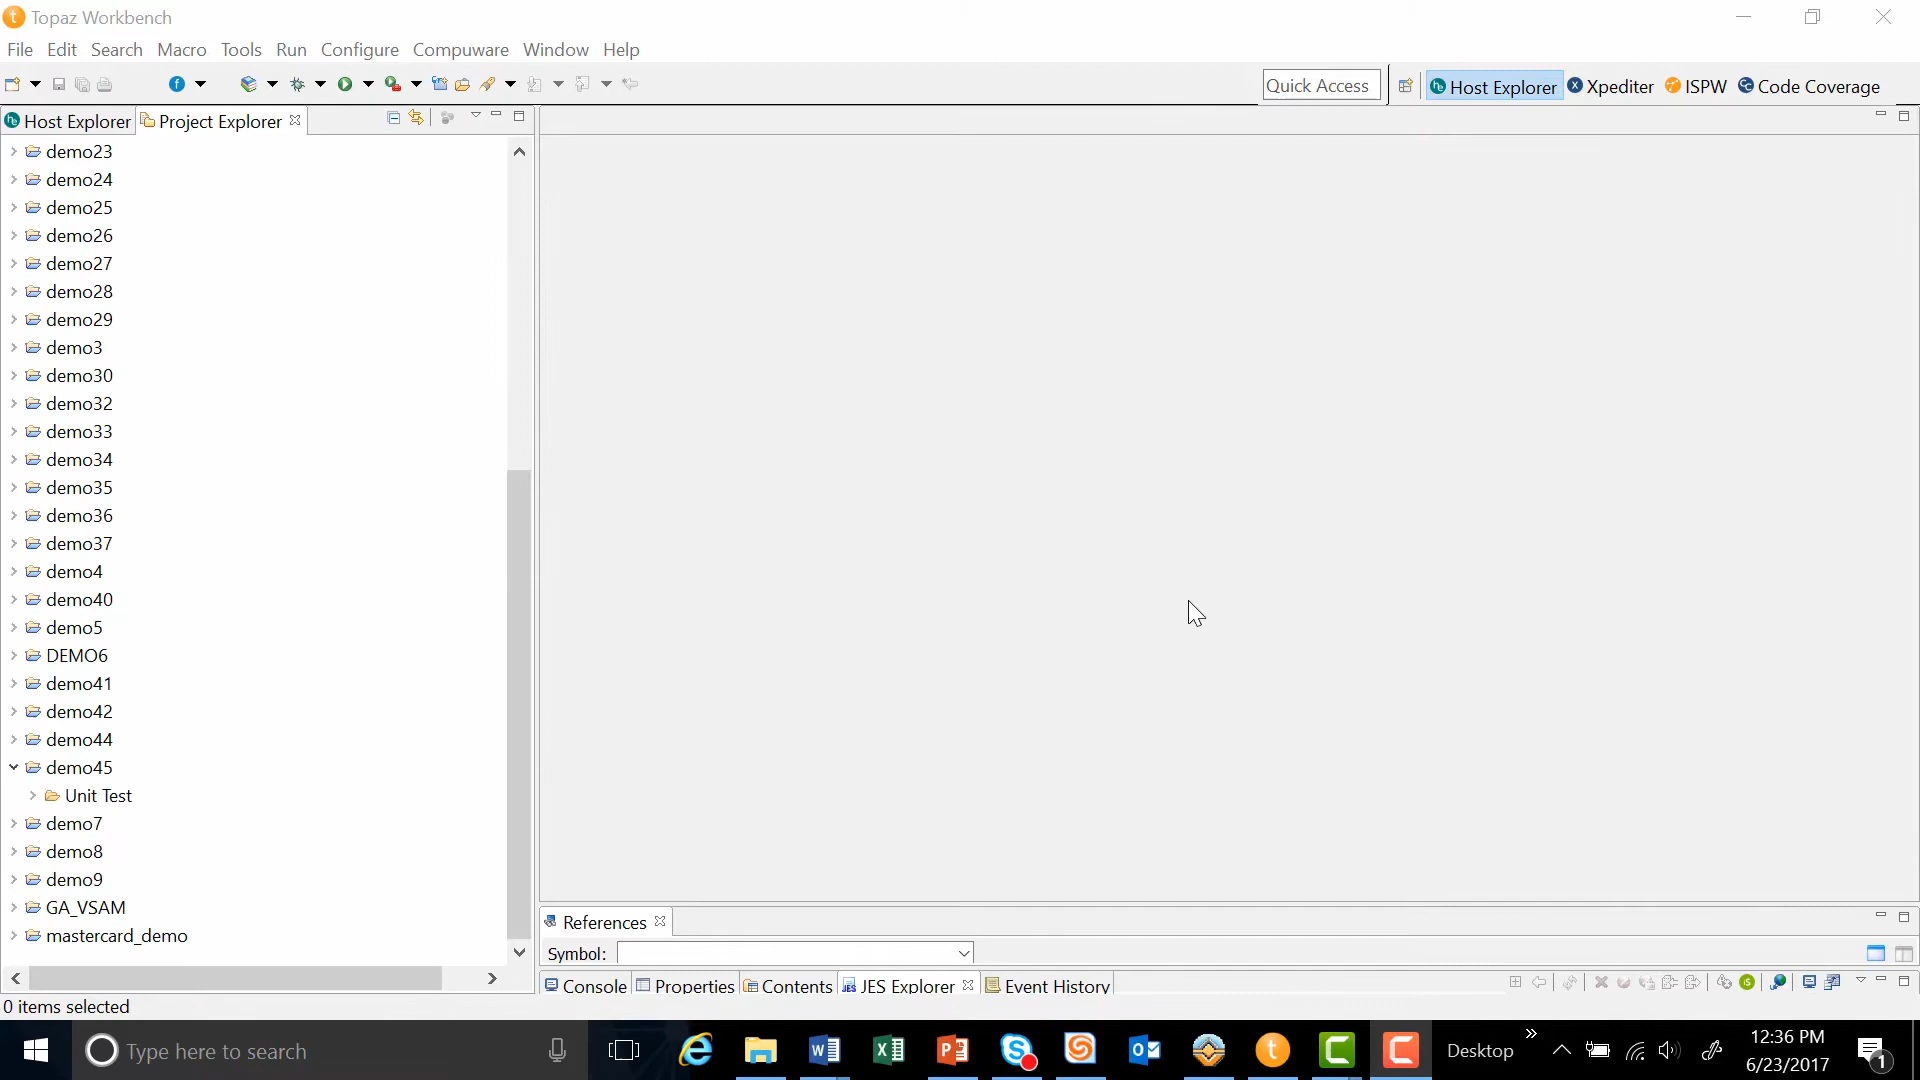 Topaz Workbench
File Edit Search Macro Tools Run Configure Compuware Window Help
Quick Access Host Explorer Xpediter ISPW Code Coverage
Host Explorer Project Explorer
demo23
demo24
demo25
demo26
demo27
demo28
demo29
demo3
demo30
demo32
demo33
demo34
demo35
demo36
demo37
demo4
demo40
demo5
DEMO6
demo41
demo42
demo44
demo45
Unit Test
demo7
demo8
demo9
GA_VSAM
mastercard_demo
References
Symbol:
Console Properties Contents JES Explorer Event History
0 items selected
Type here to search
Desktop
12:36 PM
6/23/2017
1